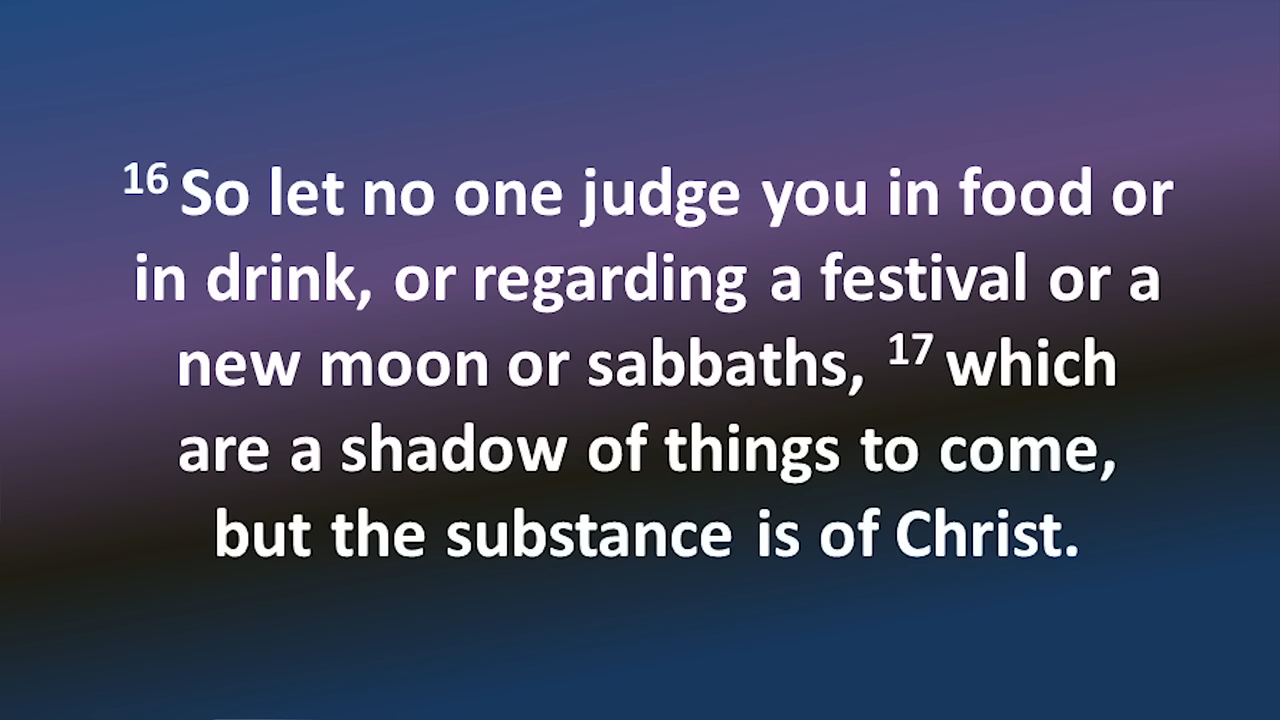 16 So let no one judge you in food or
in drink, or regarding a festival or a
new moon or sabbaths, 17 which
are a shadow of things to come,
but the substance is of Christ.